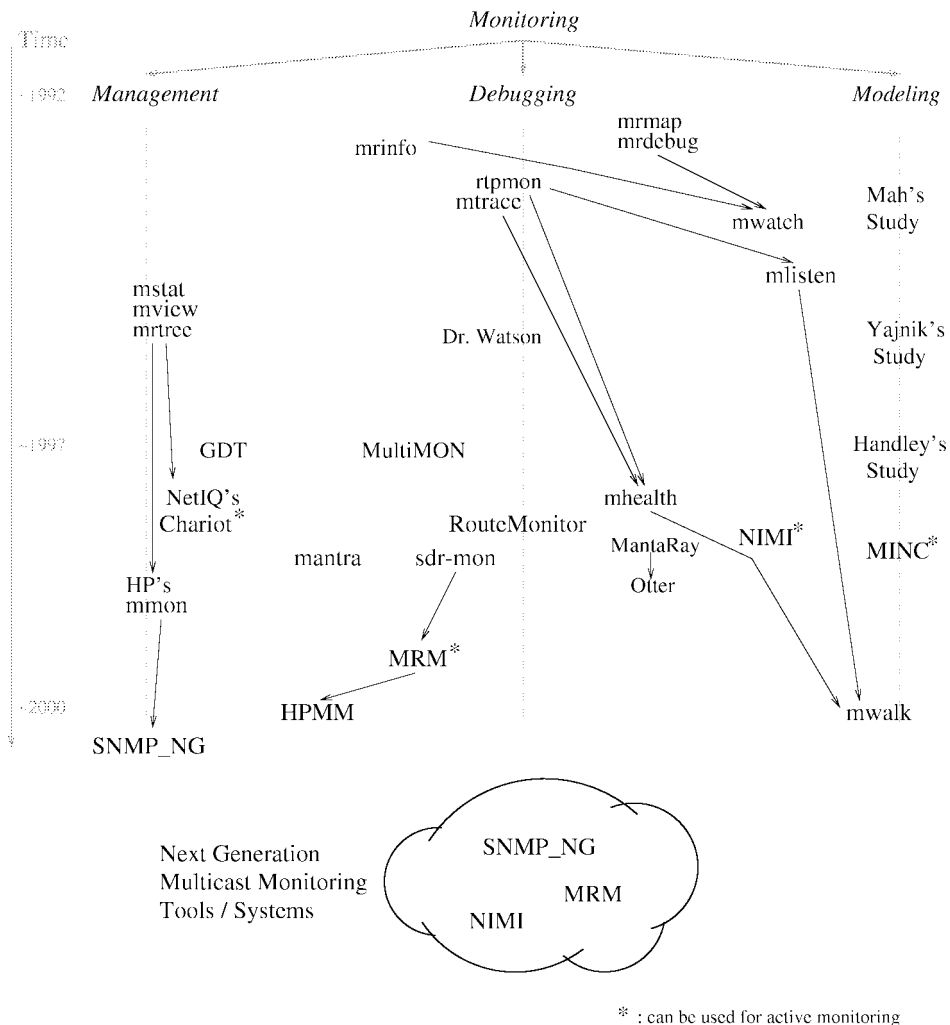 Monitoring
Time
~1992
Management
Debugging
Modeling
mrmap
mrdebug
mrinfo
rtpmon
mtrace
Mah's
Study
mwatch
mlisten
mstat
mview
mrtree
Dr. Watson
Yajnik's
Study
~1997
GDT
MultiMON
Handley's
Study
NetIQ's
Chariot*
mhealth
RouteMonitor
NIMI*
MantaRay
MINC*
mantra
sdr-mon
Otter
HP's
mmon
MRM*
~2000
HPMM
mwalk
SNMP_NG
Next Generation
Multicast Monitoring
Tools / Systems
SNMP_NG
MRM
NIMI
* : can be used for active monitoring